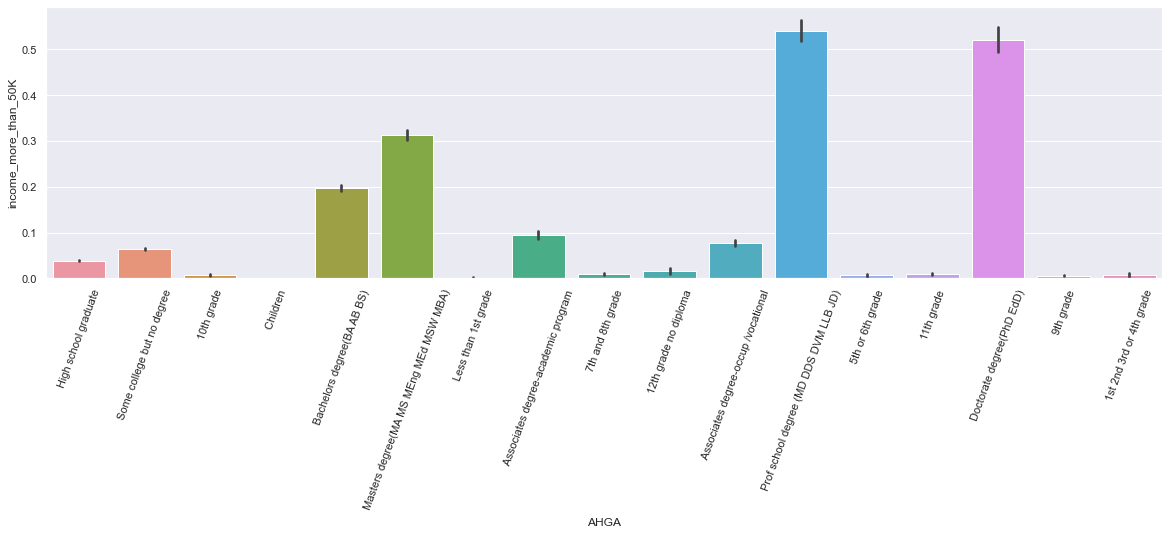 income_more_than_50K
0.5
0.4
0.3
0.2
0.1
0.0
High school graduate
Some college but no degree
10th grade
Children
Bachelors degree(BA AB BS)
Masters degree(MA MS MEng MEd MSW MBA)
Less than 1st grade
Associates degree-academic program
7th and 8th grade
12th grade no diploma
Associates degree-occup /vocational
Prof school degree (MD DDS DVM LLB JD)
5th or 6th grade
11th grade
Doctorate degree(PhD EdD)
9th grade
1st 2nd 3rd or 4th grade
AHGA